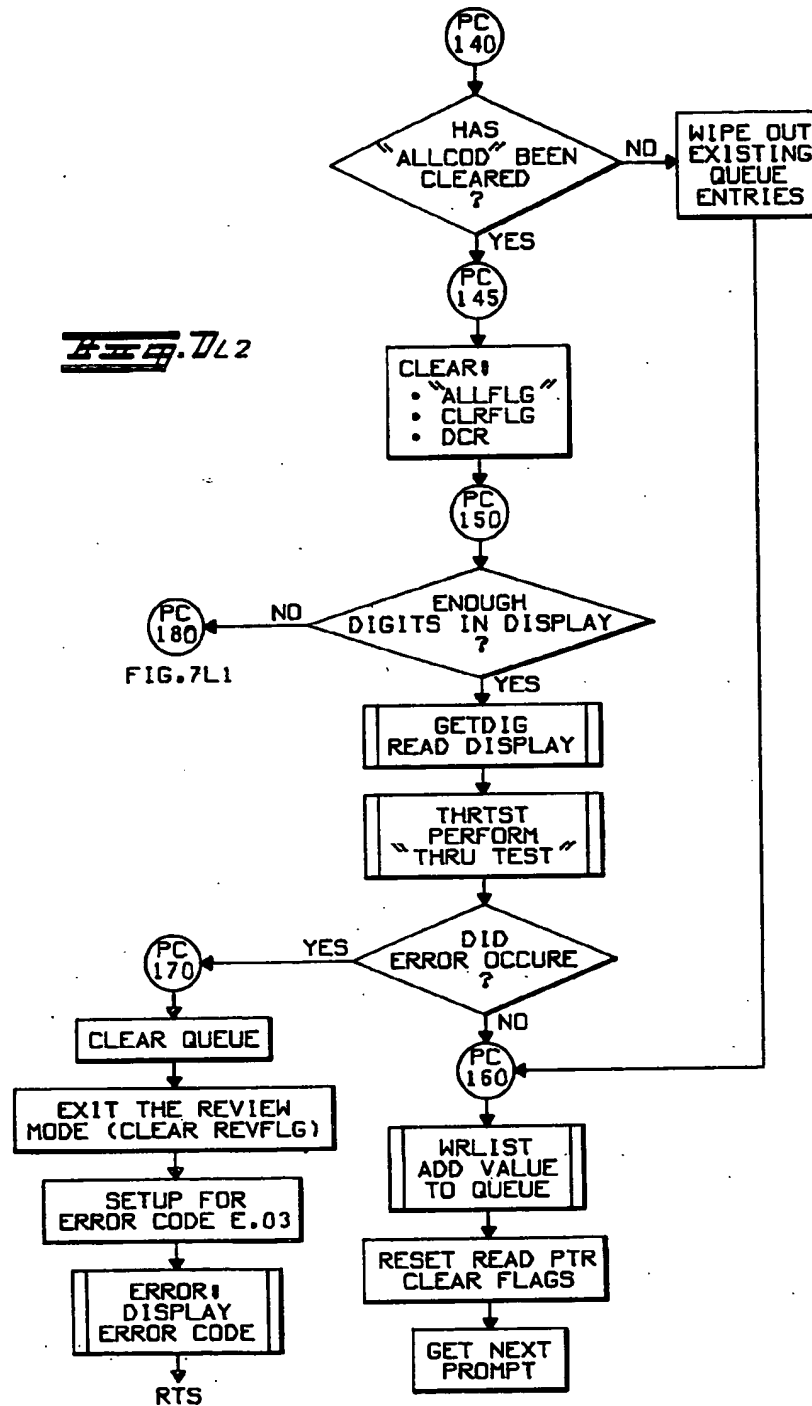 PC
140
HAS
"ALLCOD" BEEN
CLEARED
?
NO
WIPE OUT
EXISTING
QUEUE
ENTRIES
YES
PC
145
Fig. 7L2
CLEAR:
• "ALLFLG"
• CLRFLG
• DCR
PC
150
ENOUGH
DIGITS IN DISPLAY
?
NO
PC
180
FIG.7L1
YES
GETDIG
READ DISPLAY
THRTST
PERFORM
"THRU TEST"
DID
ERROR OCCURE
?
YES
PC
170
NO
CLEAR QUEUE
PC
160
EXIT THE REVIEW
MODE (CLEAR REVFLG)
WRLIST
ADD VALUE
TO QUEUE
SETUP FOR
ERROR CODE E.03
RESET READ PTR
CLEAR FLAGS
ERROR:
DISPLAY
ERROR CODE
GET NEXT
PROMPT
RTS